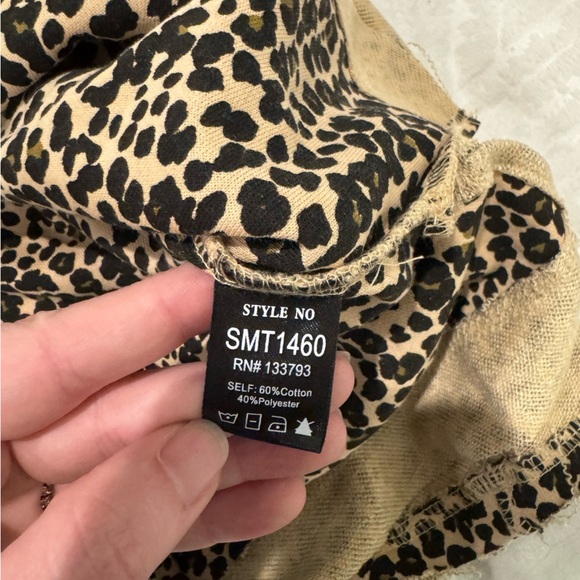 STYLE NO
SMT1460
RN# 133793
SELF: 60%Cotton
40%Polyester